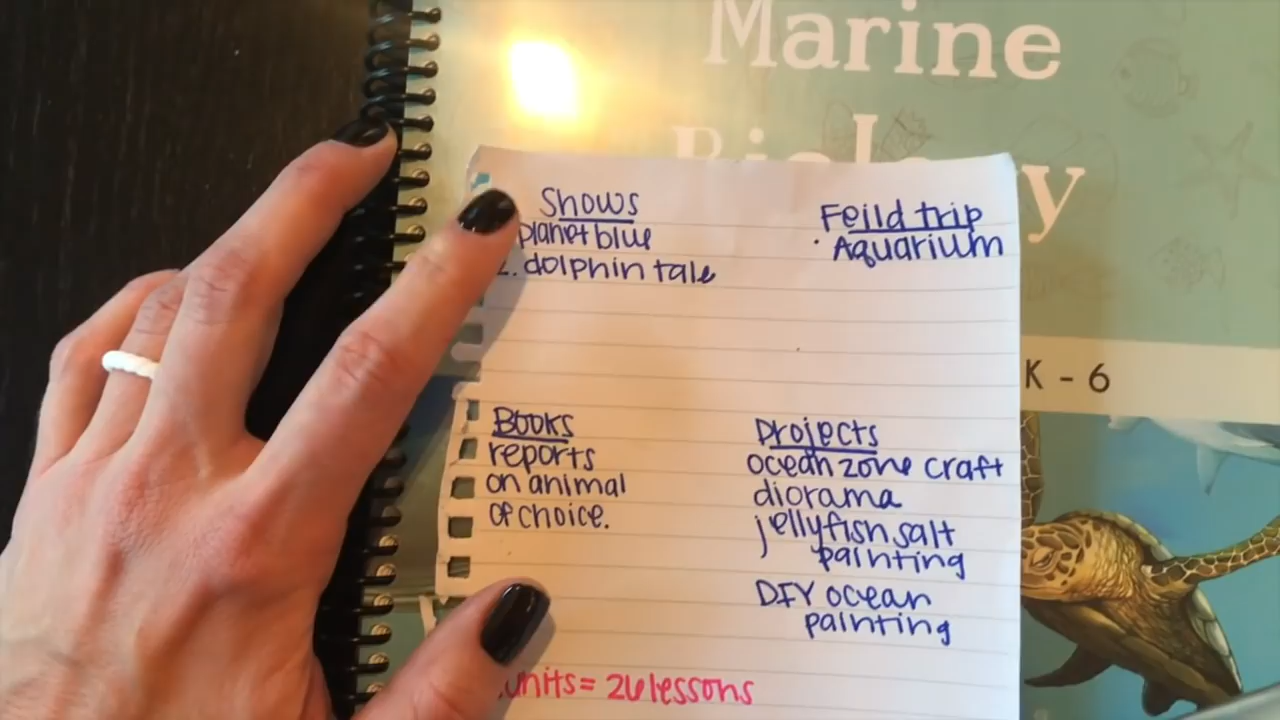 Marine
Biology
Shows
planet blue
2. dolphin tale
Feild trip
· Aquarium
K - 6
Books
reports
on animal
of choice.
Projects
ocean zone craft
diorama
jellyfish salt
painting
DIY ocean
painting
units = 26 lessons